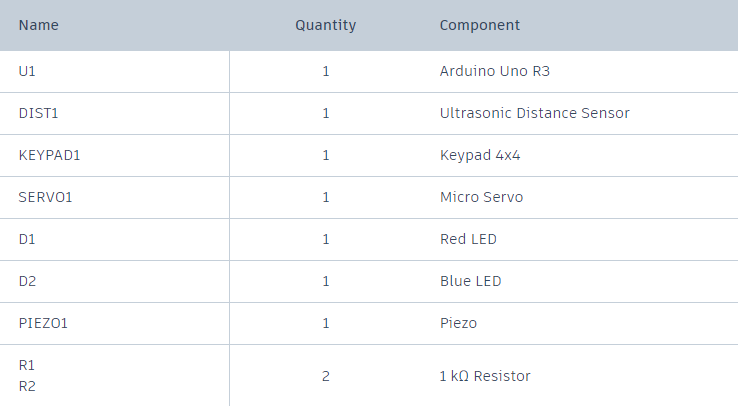 Name Quantity Component
U1 1 Arduino Uno R3
DIST1 1 Ultrasonic Distance Sensor
KEYPAD1 1 Keypad 4x4
SERVO1 1 Micro Servo
D1 1 Red LED
D2 1 Blue LED
PIEZO1 1 Piezo
R1
R2 2 1 kΩ Resistor